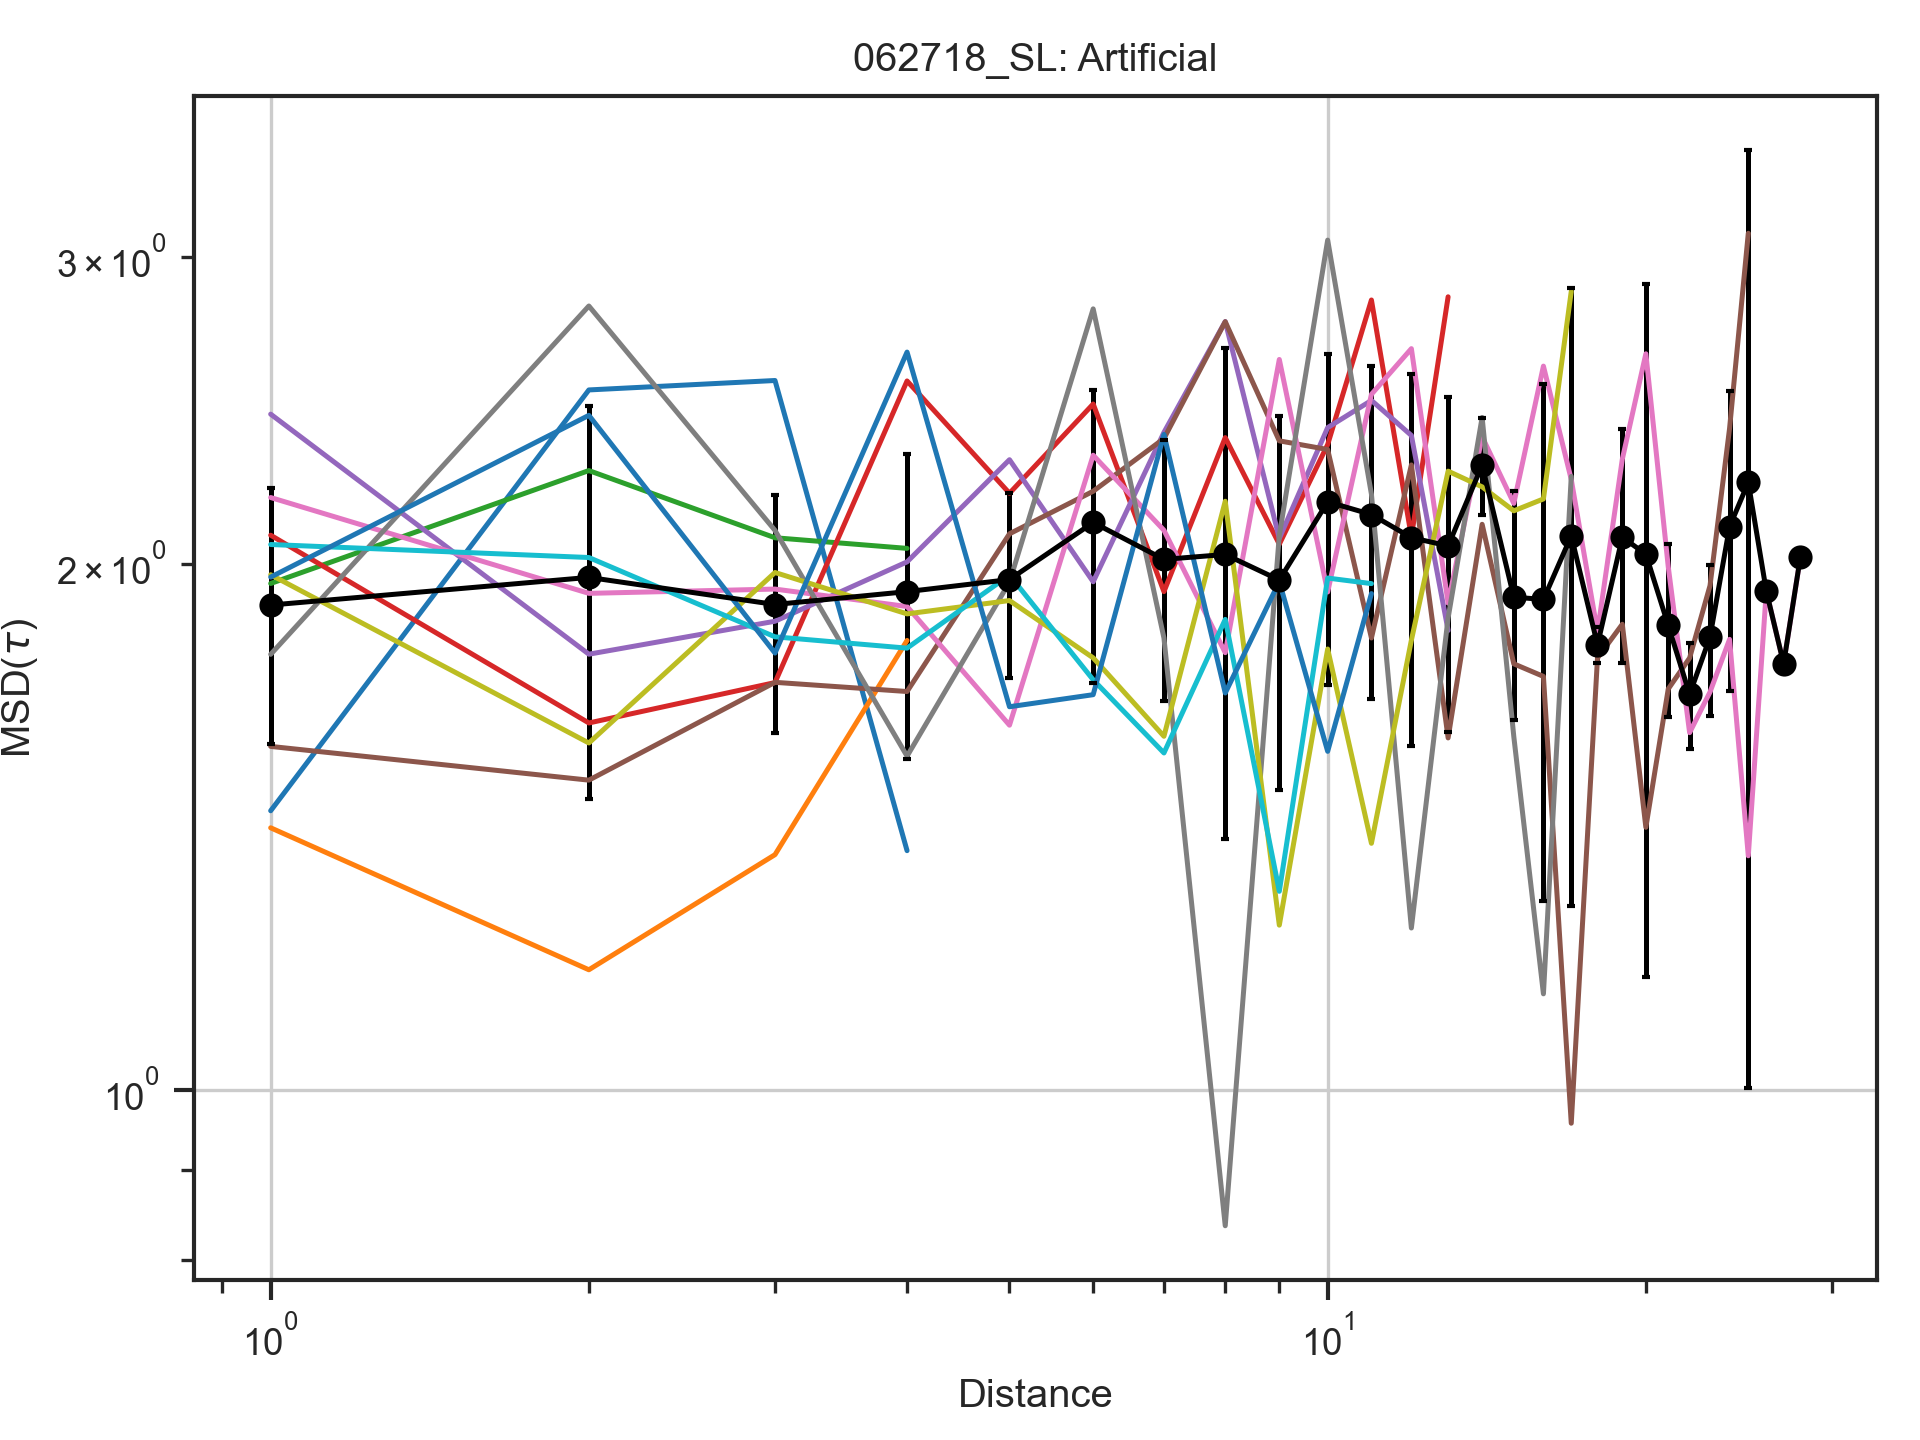 062718_SL: Artificial
MSD(τ)
3 × 10⁰
2 × 10⁰
10⁰
10⁰
10¹
Distance